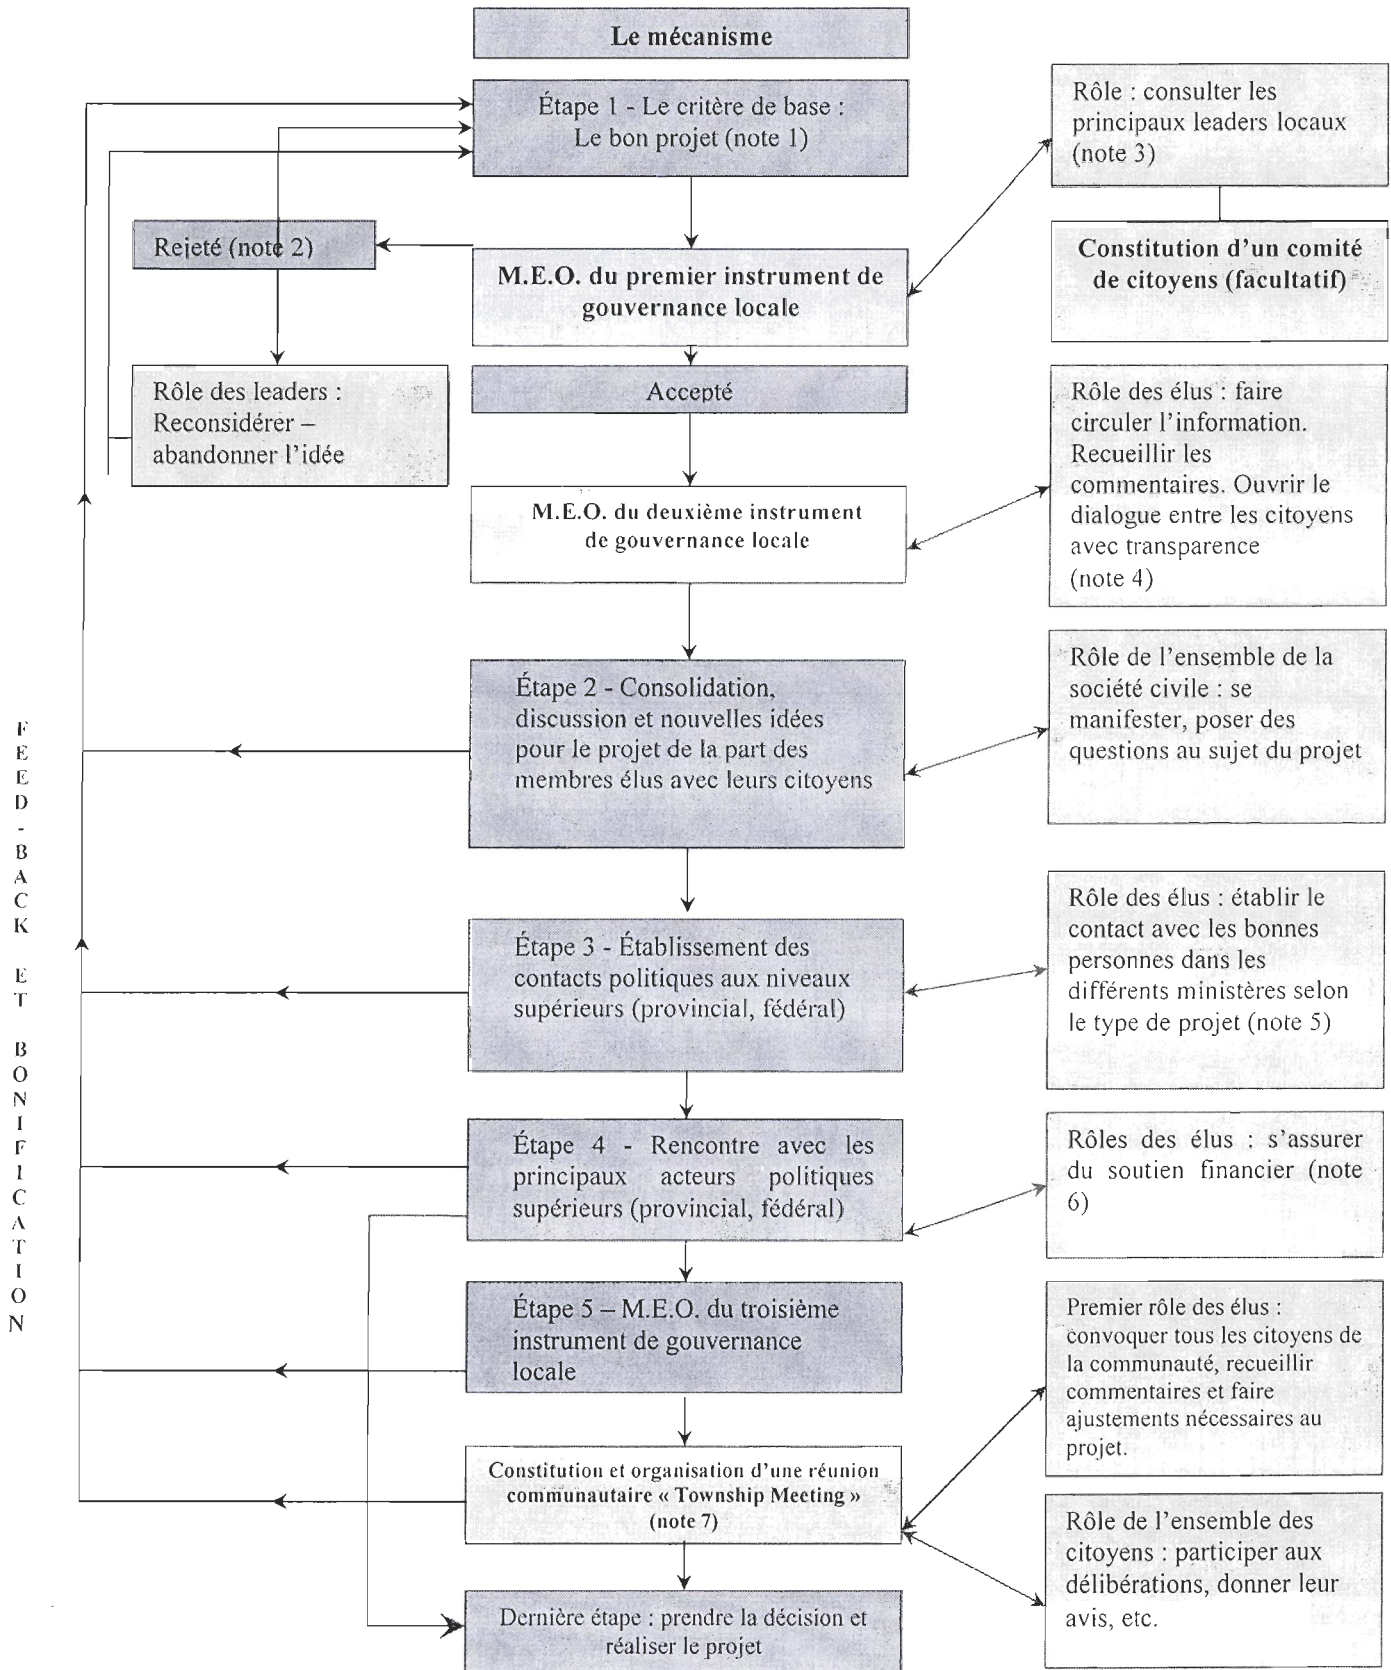 Le mécanisme
Étape 1 - Le critère de base :
Le bon projet (note 1)
Rôle : consulter les
principaux leaders locaux
(note 3)
Rejeté (note 2)
M.E.O. du premier instrument de
gouvernance locale
Constitution d’un comité
de citoyens (facultatif)
Accepté
Rôle des leaders :
Reconsidérer –
abandonner l’idée
Rôle des élus : faire
circuler l’information.
Recueillir les
commentaires. Ouvrir le
dialogue entre les citoyens
avec transparence
(note 4)
M.E.O. du deuxième instrument
de gouvernance locale
Étape 2 - Consolidation,
discussion et nouvelles idées
pour le projet de la part des
membres élus avec leurs citoyens
Rôle de l’ensemble de la
société civile : se
manifester, poser des
questions au sujet du projet
FEED-BACK ET BONIFICATION
Étape 3 - Établissement des
contacts politiques aux niveaux
supérieurs (provincial, fédéral)
Rôle des élus : établir le
contact avec les bonnes
personnes dans les
différents ministères selon
le type de projet (note 5)
Étape 4 - Rencontre avec les
principaux acteurs politiques
supérieurs (provincial, fédéral)
Rôles des élus : s’assurer
du soutien financier (note
6)
Étape 5 – M.E.O. du troisième
instrument de gouvernance
locale
Premier rôle des élus :
convoquer tous les citoyens de
la communauté, recueillir
commentaires et faire
ajustements nécessaires au
projet.
Constitution et organisation d’une réunion
communautaire « Township Meeting »
(note 7)
Rôle de l’ensemble des
citoyens : participer aux
délibérations, donner leur
avis, etc.
Dernière étape : prendre la décision et
réaliser le projet